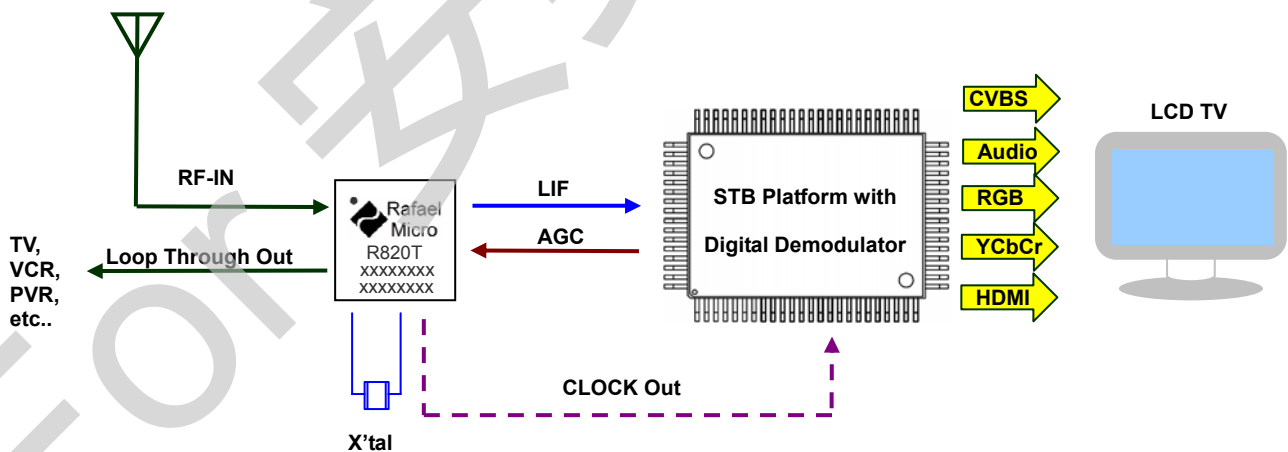 CVBS
LCD TV
Audio
RF-IN
LIF
STB Platform with
RGB
Rafael
Micro
AGC
Digital Demodulator
YCbCr
R820T
TV,
VCR,
PVR,
etc..
Loop Through Out
XXXXXXXX
XXXXXXXX
HDMI
CLOCK Out
X'tal
For